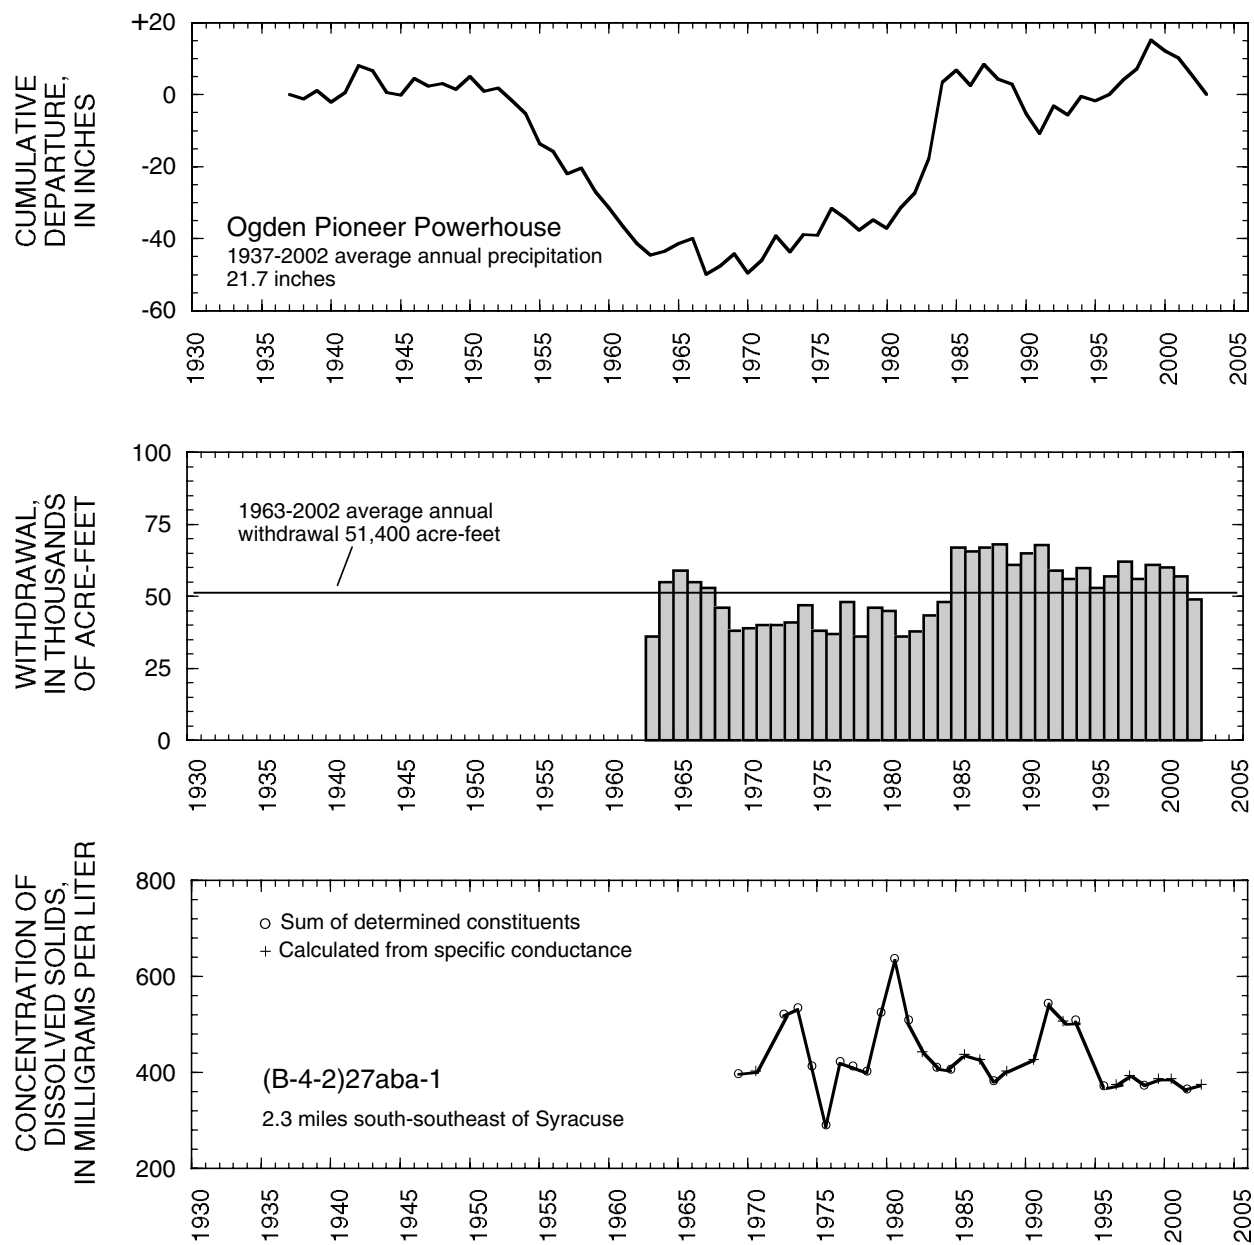 CUMULATIVE
DEPARTURE,
IN INCHES
+20
0
-20
-40
-60
Ogden Pioneer Powerhouse
1937-2002 average annual precipitation
21.7 inches
1930 1935 1940 1945 1950 1955 1960 1965 1970 1975 1980 1985 1990 1995 2000 2005
WITHDRAWAL,
IN THOUSANDS
OF ACRE-FEET
100
75
50
25
0
1963-2002 average annual
withdrawal 51,400 acre-feet
1930 1935 1940 1945 1950 1955 1960 1965 1970 1975 1980 1985 1990 1995 2000 2005
CONCENTRATION OF
DISSOLVED SOLIDS,
IN MILLIGRAMS PER LITER
800
600
400
200
Sum of determined constituents
Calculated from specific conductance
(B-4-2)27aba-1
2.3 miles south-southeast of Syracuse
1930 1935 1940 1945 1950 1955 1960 1965 1970 1975 1980 1985 1990 1995 2000 2005